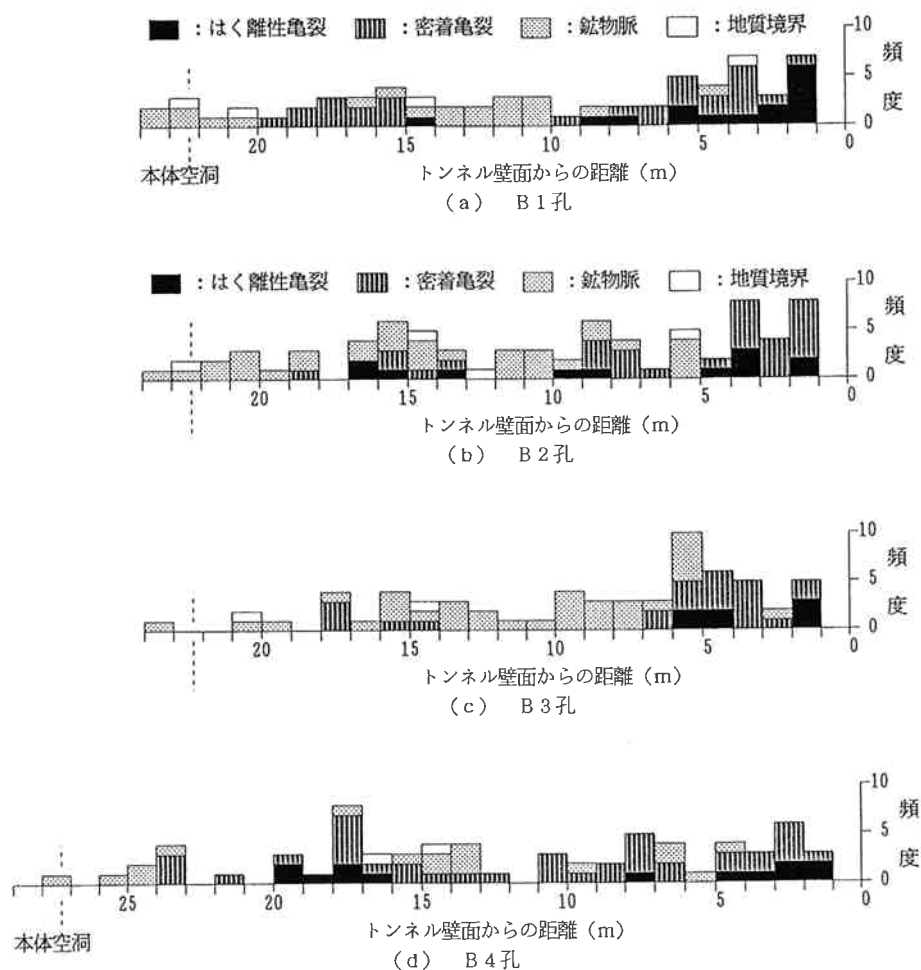 ■ ：はく離性亀裂 ：密着亀裂 ：鉱物脈 □ ：地質境界
10
頻
5
度
0
20 15 10 5 0
本体空洞
トンネル壁面からの距離（m）
（a） B1孔
■ ：はく離性亀裂 ：密着亀裂 ：鉱物脈 □ ：地質境界
10
頻
5
度
0
20 15 10 5 0
トンネル壁面からの距離（m）
（b） B2孔
10
頻
5
度
0
20 15 10 5 0
トンネル壁面からの距離（m）
（c） B3孔
10
頻
5
度
0
25 20 15 10 5 0
本体空洞
トンネル壁面からの距離（m）
（d） B4孔